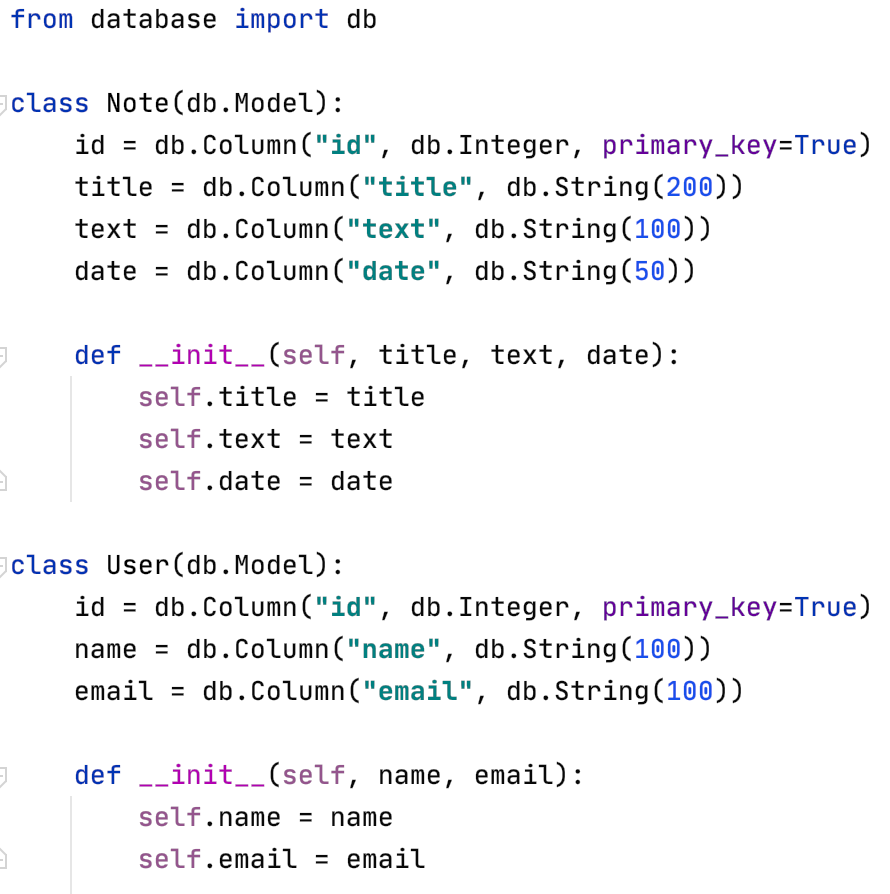 from database import db
class Note(db.Model):
    id = db.Column("id", db.Integer, primary_key=True)
    title = db.Column("title", db.String(200))
    text = db.Column("text", db.String(100))
    date = db.Column("date", db.String(50))
    def __init__(self, title, text, date):
        self.title = title
        self.text = text
        self.date = date
class User(db.Model):
    id = db.Column("id", db.Integer, primary_key=True)
    name = db.Column("name", db.String(100))
    email = db.Column("email", db.String(100))
    def __init__(self, name, email):
        self.name = name
        self.email = email